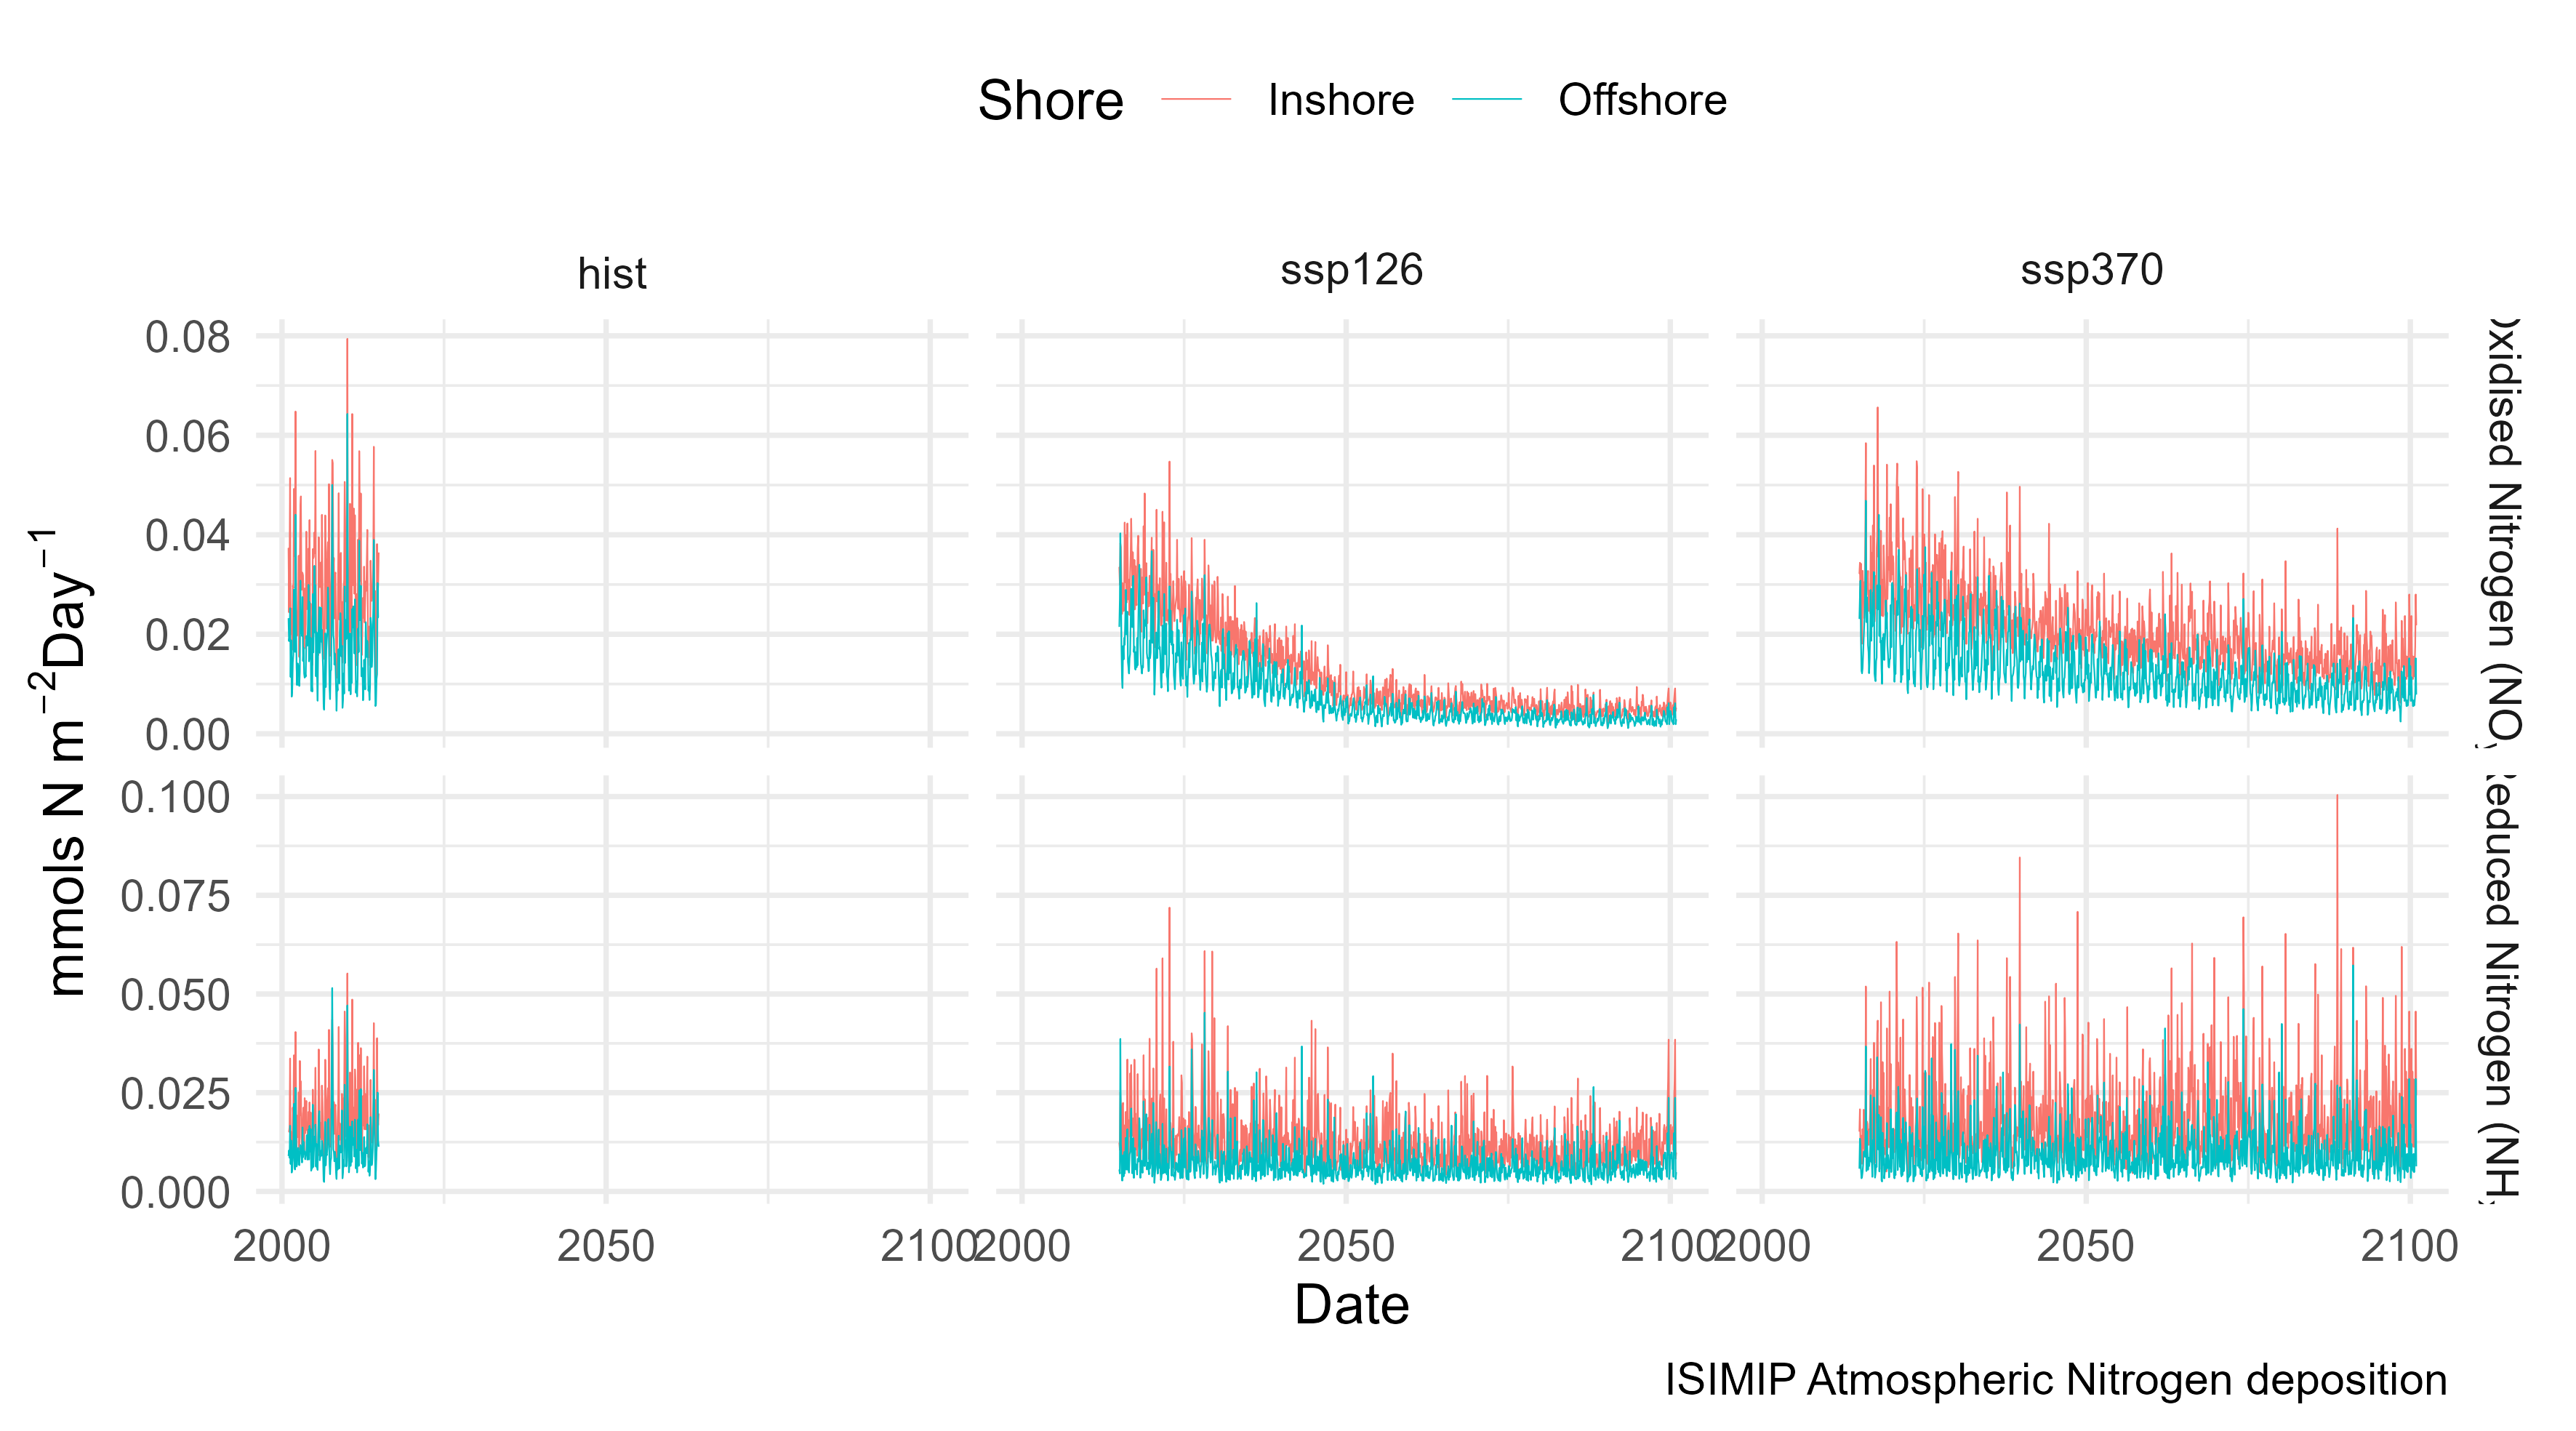 Shore Inshore Offshore
hist ssp126 ssp370
0.08
0.06
0.04
0.02
0.00
Oxidised Nitrogen (NO
0.100
0.075
0.050
0.025
0.000
Reduced Nitrogen (NH
mmols N m⁻²Day⁻¹
2000 2050 2100 2000 2050 2100 2000 2050 2100
Date
ISIMIP Atmospheric Nitrogen deposition